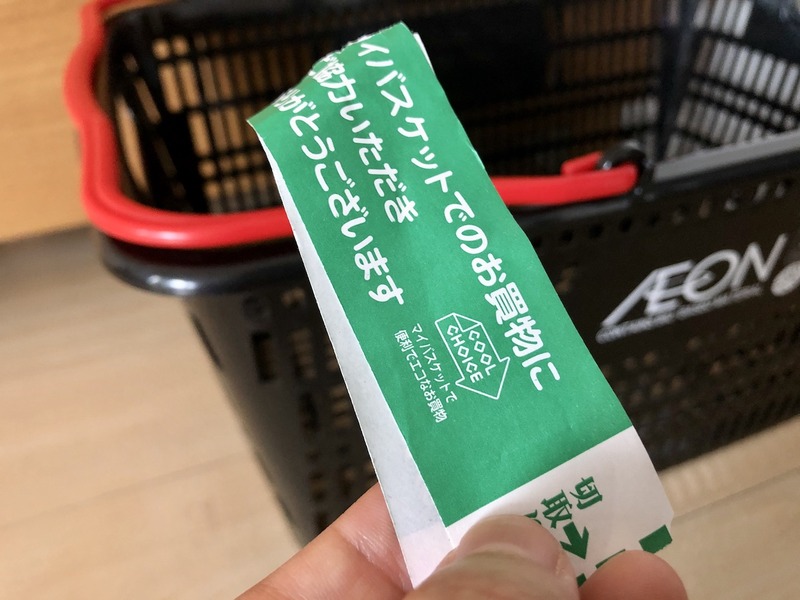 イバスケットでのお買物に
協力いただき
がとうございます
COOL
CHOICE
マイバスケットで
便利でエコなお買物
切
取
AEON